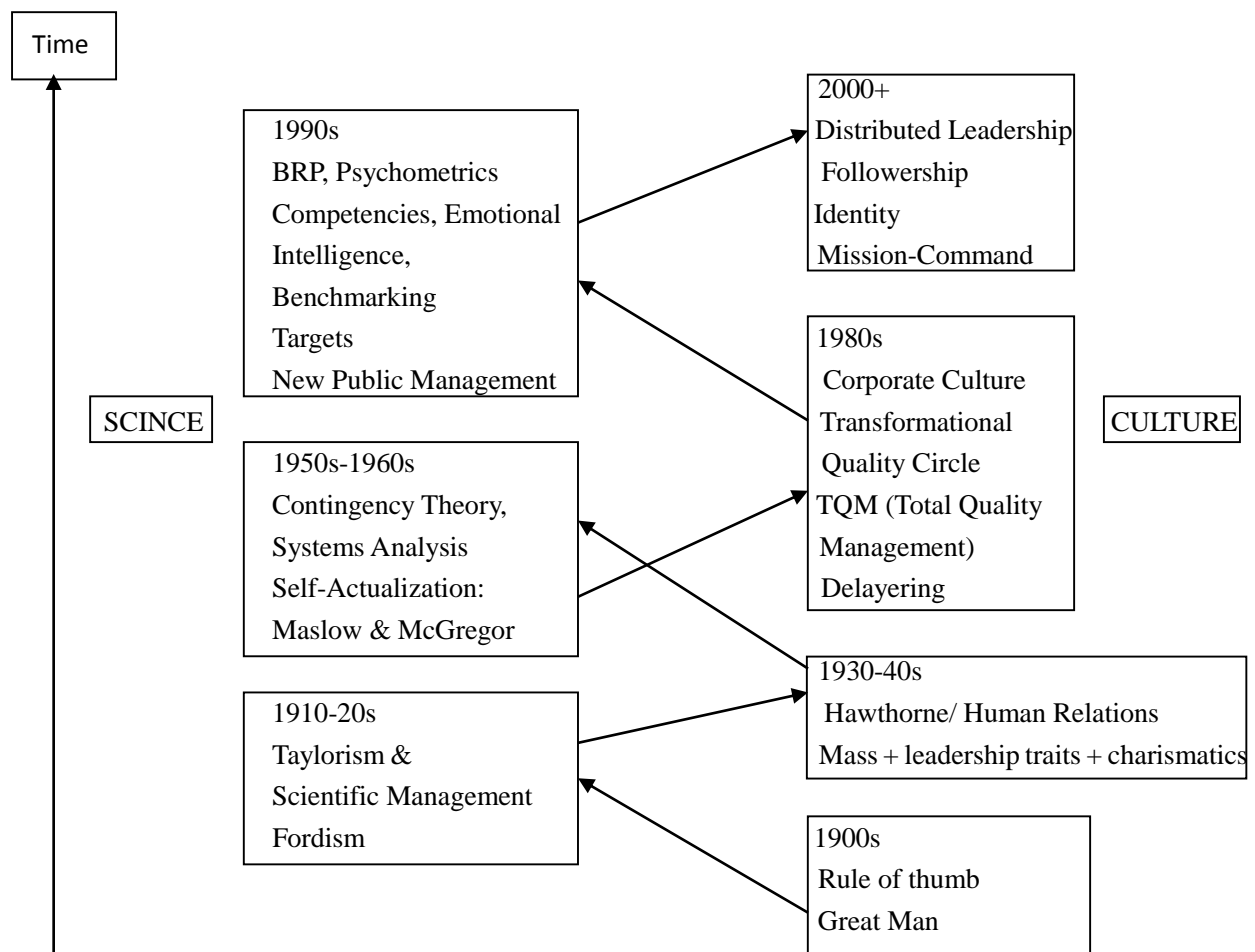 Time
1990s
BRP, Psychometrics
Competencies, Emotional
Intelligence,
Benchmarking
Targets
New Public Management
2000+
Distributed Leadership
Followership
Identity
Mission-Command
SCINCE
1980s
Corporate Culture
Transformational
Quality Circle
TQM (Total Quality
Management)
Delayering
CULTURE
1950s-1960s
Contingency Theory,
Systems Analysis
Self-Actualization:
Maslow & McGregor
1930-40s
Hawthorne/ Human Relations
Mass + leadership traits + charismatics
1910-20s
Taylorism &
Scientific Management
Fordism
1900s
Rule of thumb
Great Man